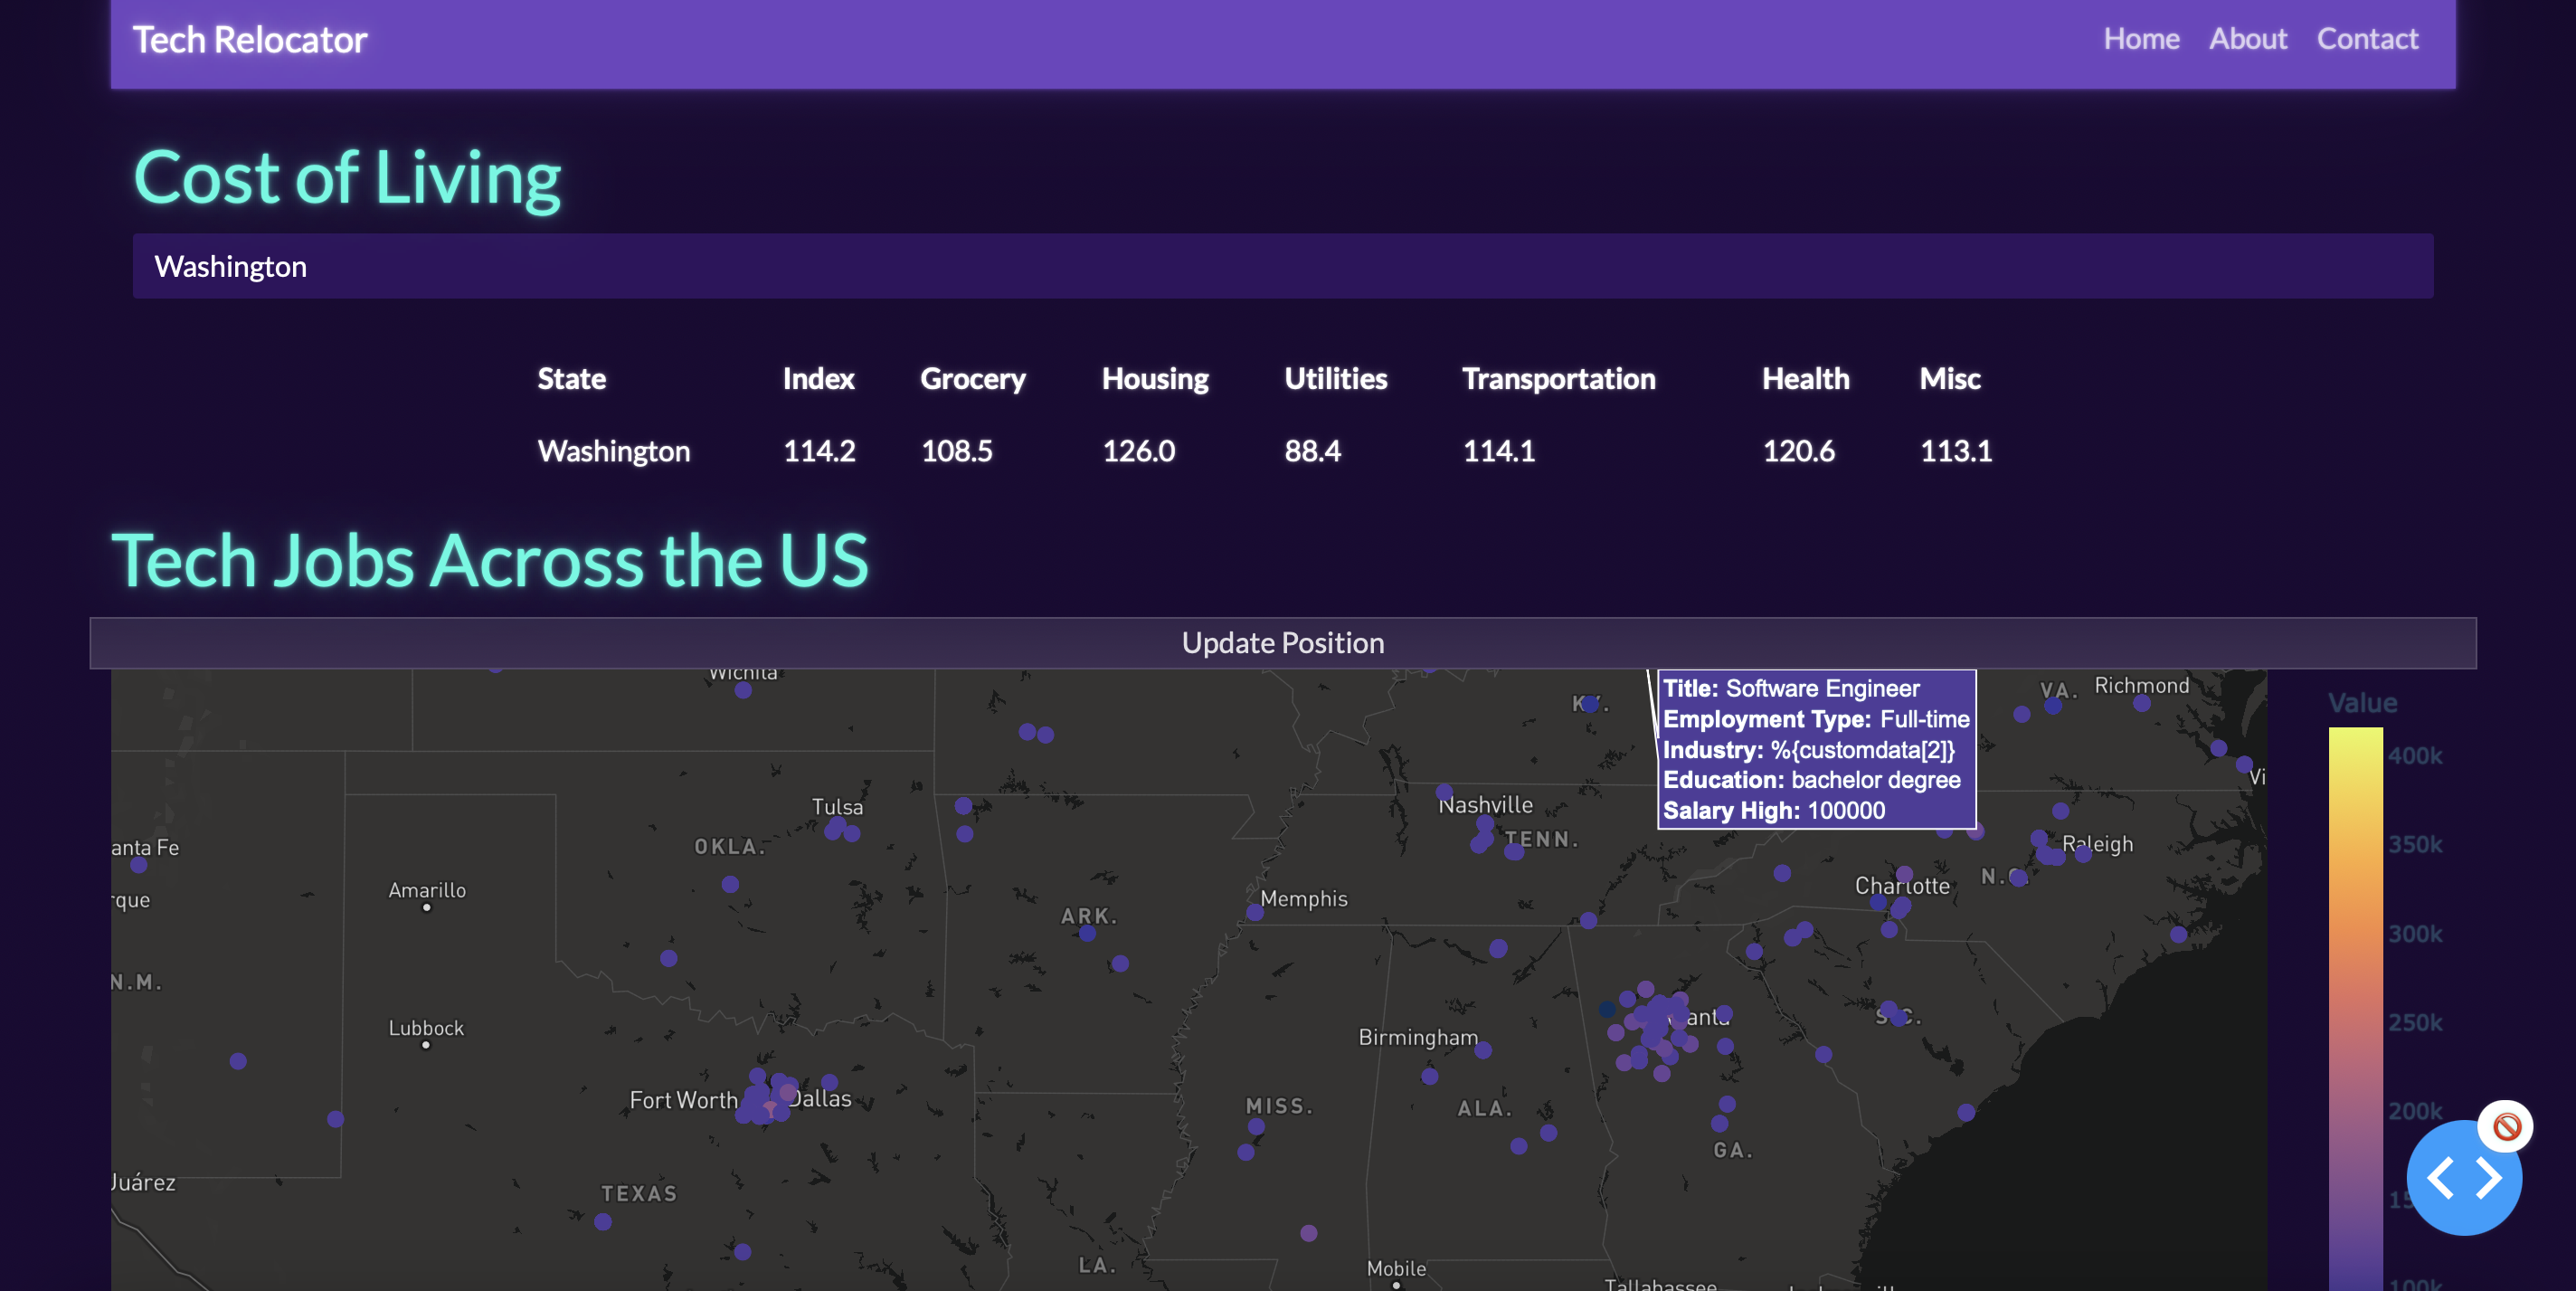 Tech Relocator
Home About Contact
Cost of Living
Washington
State Index Grocery Housing Utilities Transportation Health Misc
Washington 114.2 108.5 126.0 88.4 114.1 120.6 113.1
Tech Jobs Across the US
Update Position
Wichita
KY.
Title: Software Engineer
Employment Type: Full-time
Industry: %{customdata[2]}
Education: bachelor degree
Salary High: 100000
VA.
Richmond
Value
400k
Vi
Tulsa
Nashville
TENN.
OKLA.
anta Fe
Raleigh
350k
Amarillo
rque
Memphis
Charlotte
N.C.
ARK.
300k
N.M.
Lubbock
Birmingham
anta
S.C.
250k
Fort Worth
Dallas
MISS.
ALA.
200k
GA.
Juárez
TEXAS
15
LA.
Mobile
Tallahassee
100k